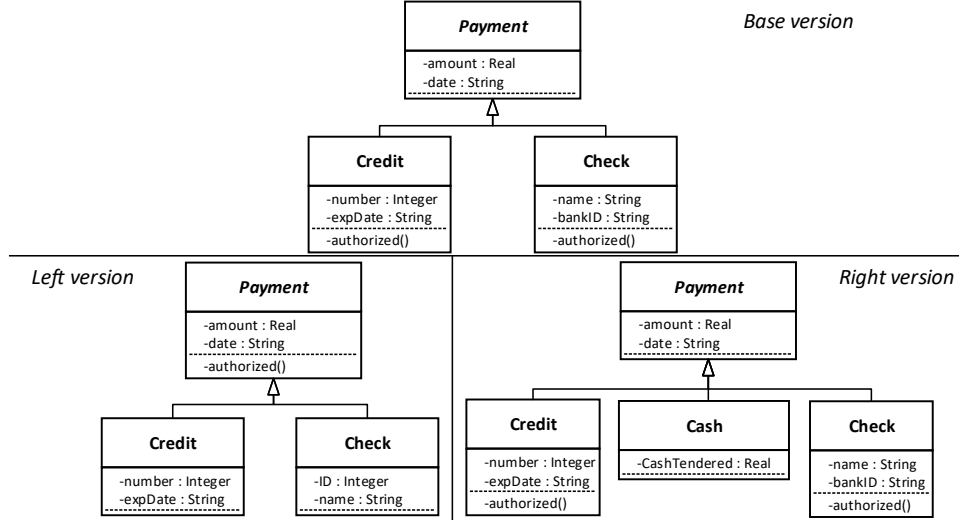 Payment
Base version
-amount : Real
-date : String
Credit
-number : Integer
-expDate : String
-authorized()
Check
-name : String
-bankID : String
-authorized()
Left version
Payment
-amount : Real
-date : String
-authorized()
Credit
-number : Integer
-expDate : String
Check
-ID : Integer
-name : String
Right version
Payment
-amount : Real
-date : String
Credit
-number : Integer
-expDate : String
-authorized()
Cash
-CashTendered : Real
Check
-name : String
-bankID : String
-authorized()